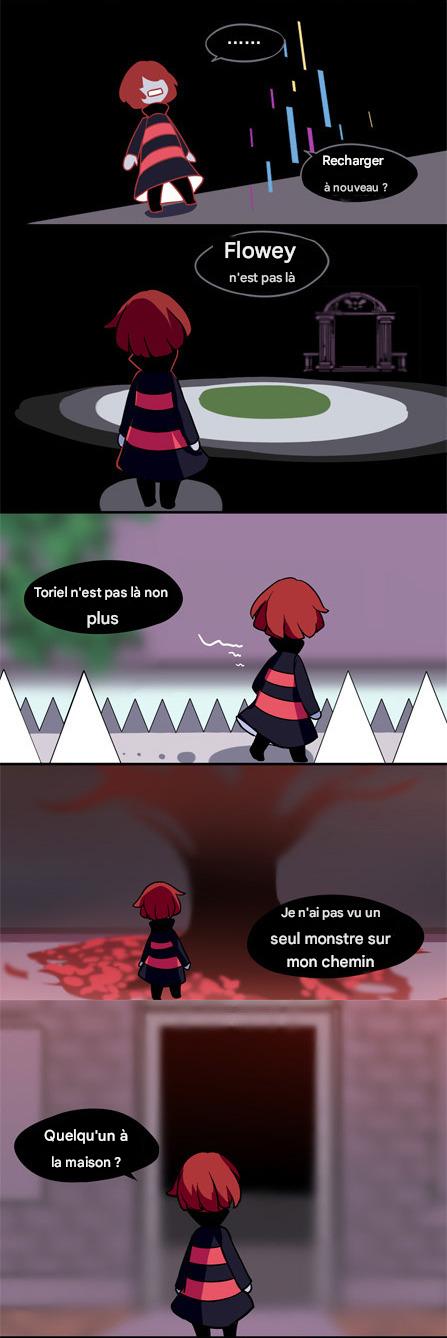 ......
Recharger
à nouveau ?
Flowey
n'est pas là
Toriel n'est pas là non
plus
Je n'ai pas vu un
seul monstre sur
mon chemin
Quelqu'un à
la maison ?